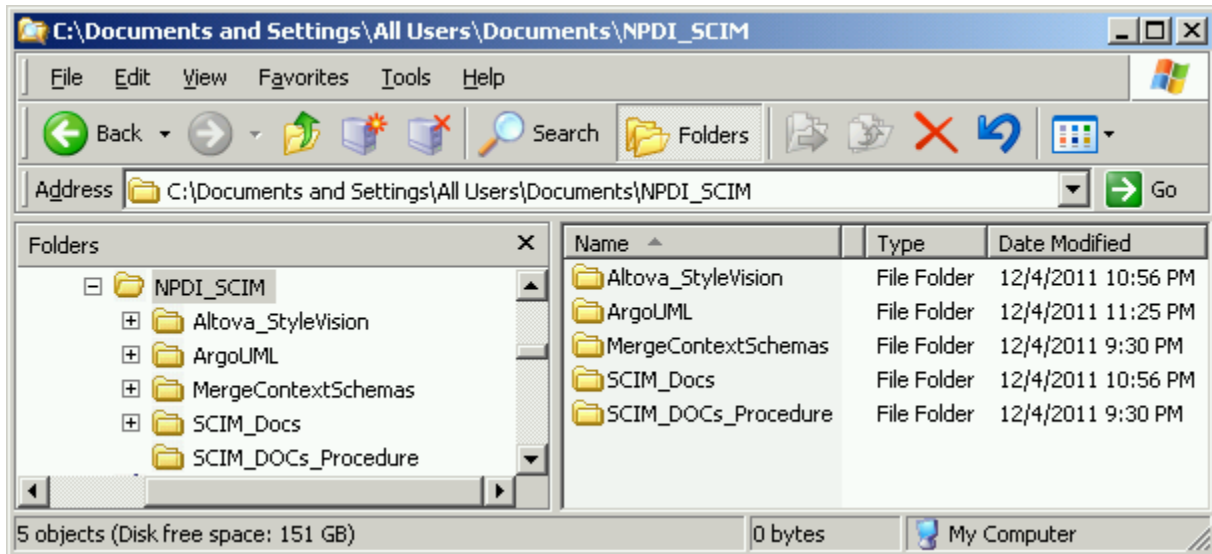 C:\Documents and Settings\All Users\Documents\NPDI_SCIM
File Edit View Favorites Tools Help
Back Search Folders
Address C:\Documents and Settings\All Users\Documents\NPDI_SCIM Go
Folders
NPDI_SCIM
Altova_StyleVision
ArgoUML
MergeContextSchemas
SCIM_Docs
SCIM_DOCs_Procedure
Name Type Date Modified
Altova_StyleVision File Folder 12/4/2011 10:56 PM
ArgoUML File Folder 12/4/2011 11:25 PM
MergeContextSchemas File Folder 12/4/2011 9:30 PM
SCIM_Docs File Folder 12/4/2011 10:56 PM
SCIM_DOCs_Procedure File Folder 12/4/2011 9:30 PM
5 objects (Disk free space: 151 GB) 0 bytes My Computer